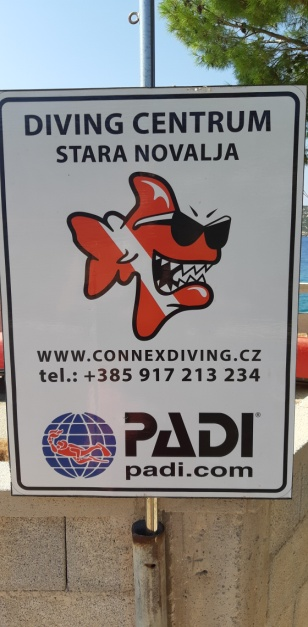 DIVING CENTRUM
STARA NOVALJA
WWW.CONNEXDIVING.CZ
tel.: +385 917 213 234
PADI®
padi.com